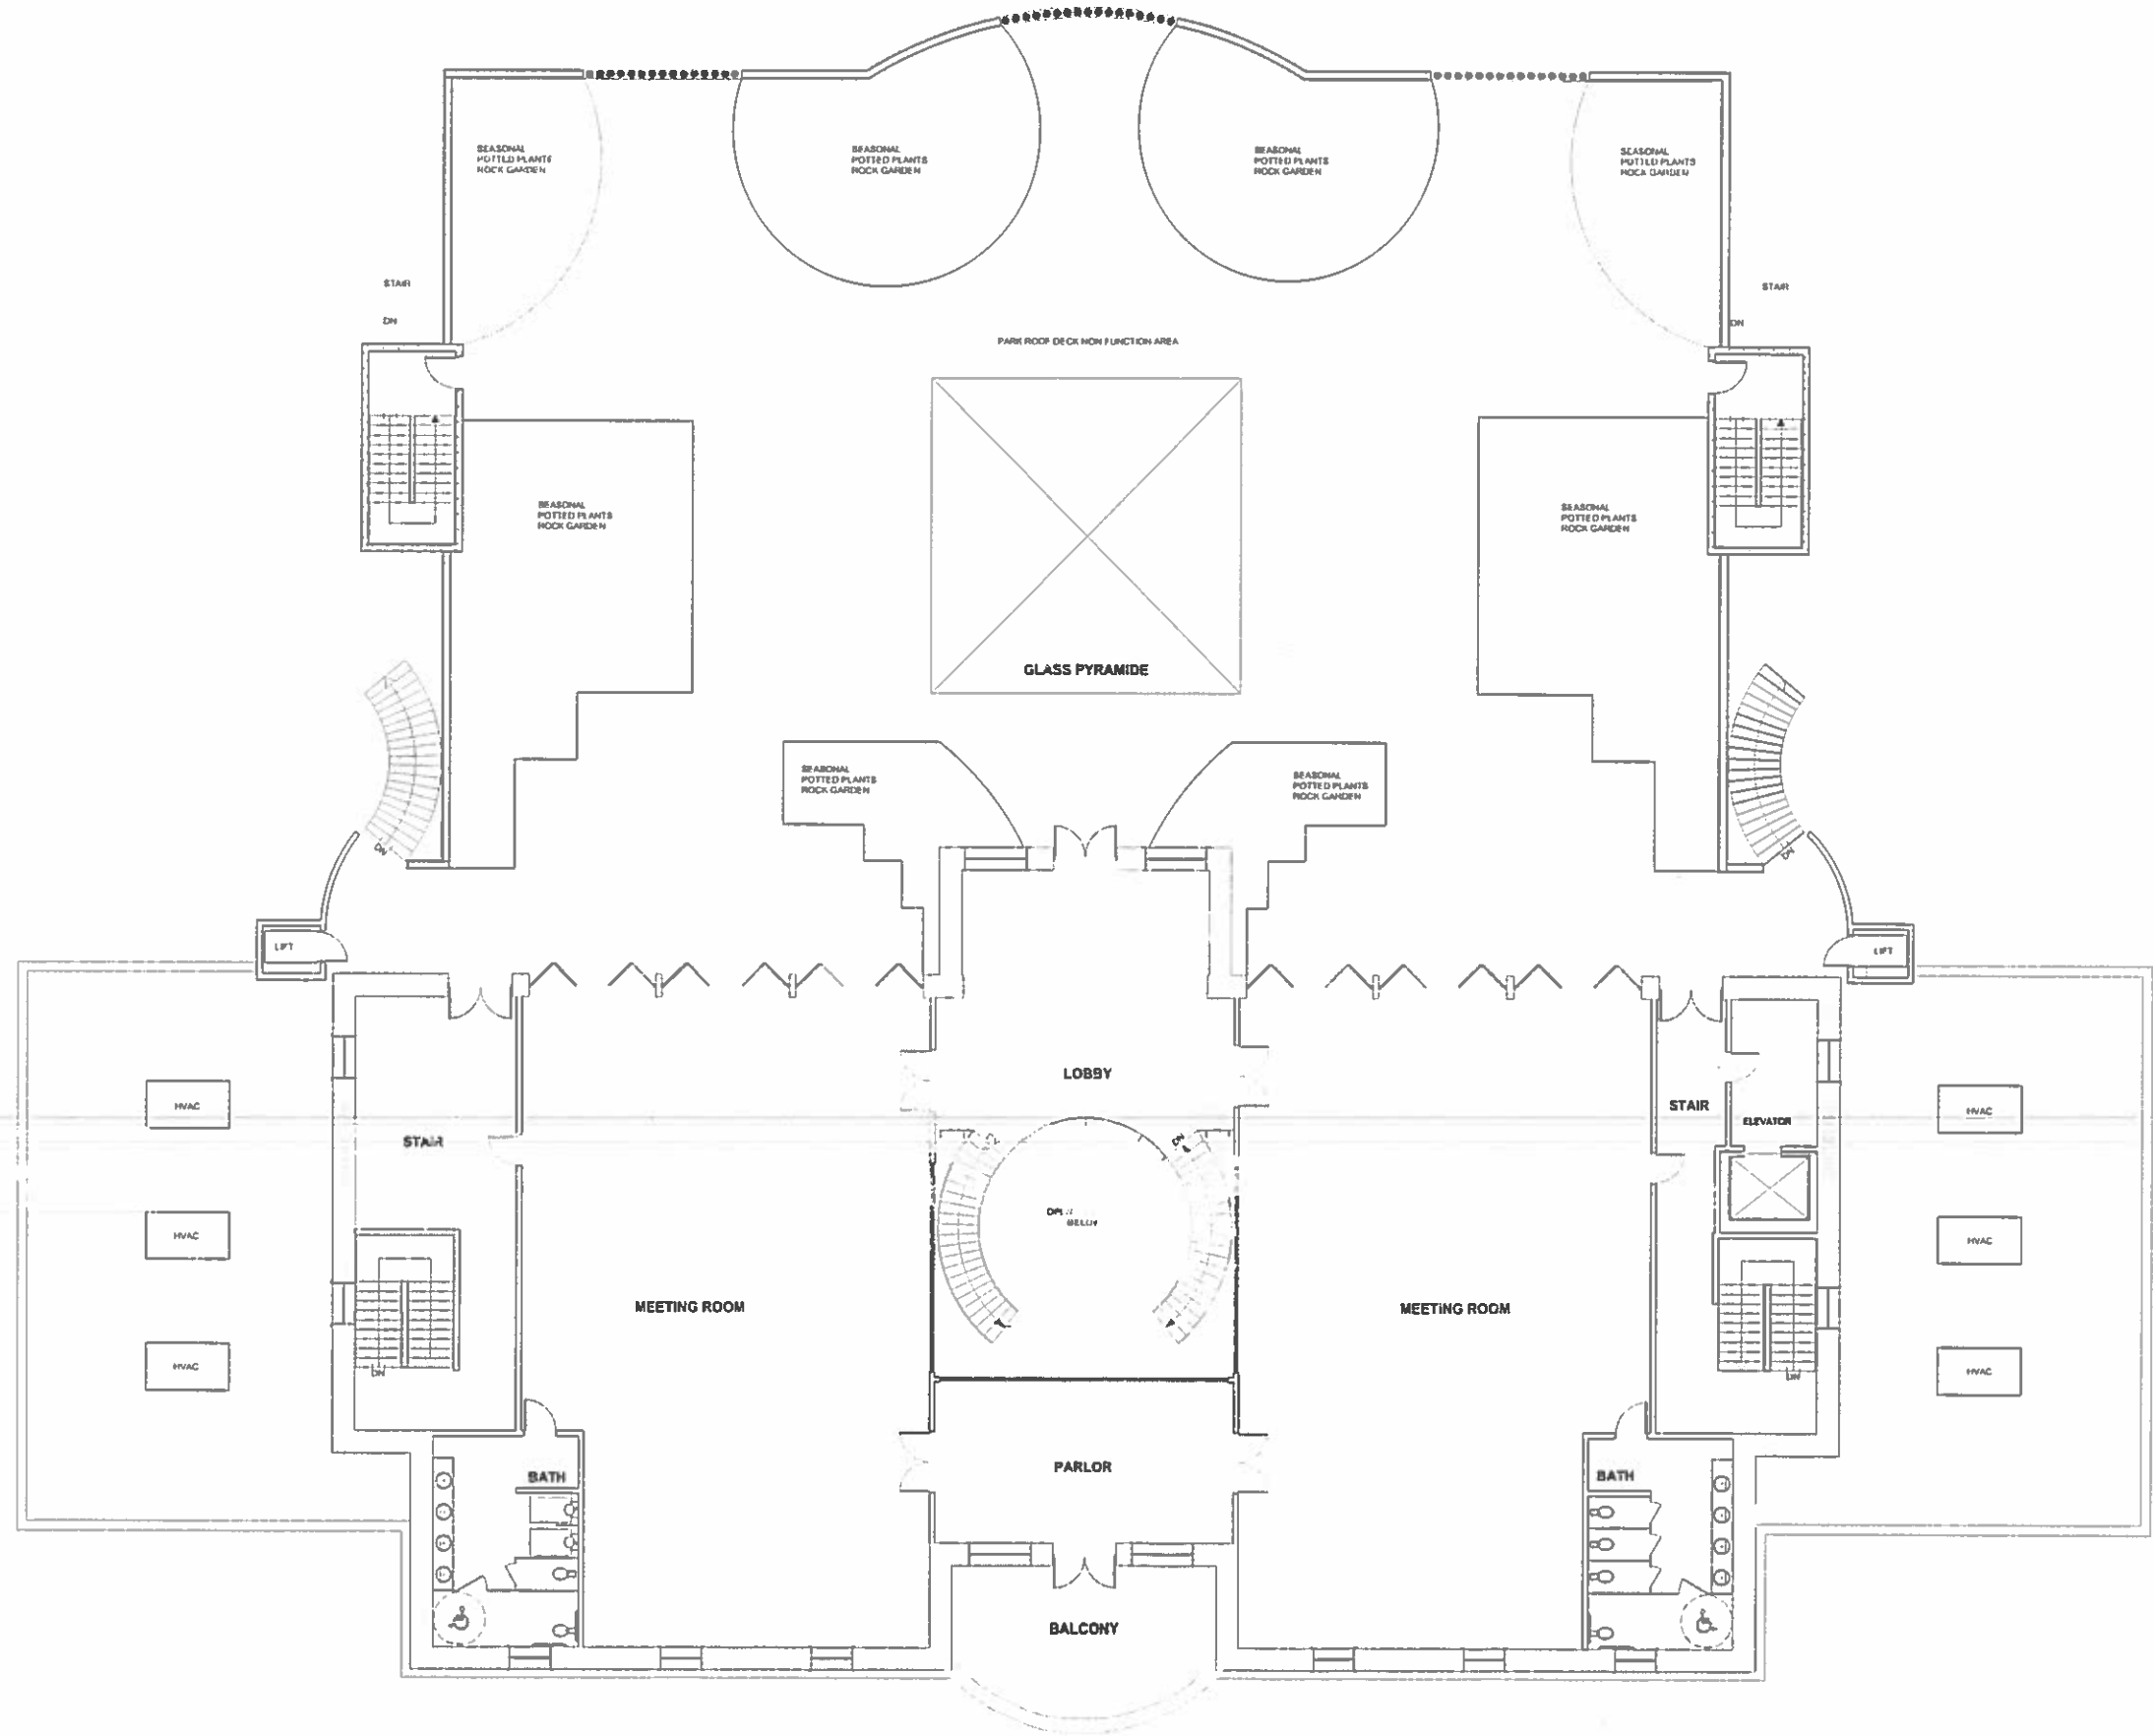 SEASONAL
POTTED PLANTS
ROCK GARDEN
SEASONAL
POTTED PLANTS
ROCK GARDEN
SEASONAL
POTTED PLANTS
ROCK GARDEN
SEASONAL
POTTED PLANTS
ROCK GARDEN
STAIR
DN
STAIR
DN
PARK ROOF DECK NON FUNCTION AREA
SEASONAL
POTTED PLANTS
ROCK GARDEN
SEASONAL
POTTED PLANTS
ROCK GARDEN
GLASS PYRAMIDE
SEASONAL
POTTED PLANTS
ROCK GARDEN
SEASONAL
POTTED PLANTS
ROCK GARDEN
DN
DN
LIFT
LIFT
LOBBY
HVAC
STAIR
ELEVATOR
HVAC
STAIR
DN
BELOW
HVAC
HVAC
MEETING ROOM
MEETING ROOM
HVAC
DN
DN
HVAC
BATH
PARLOR
BATH
BALCONY